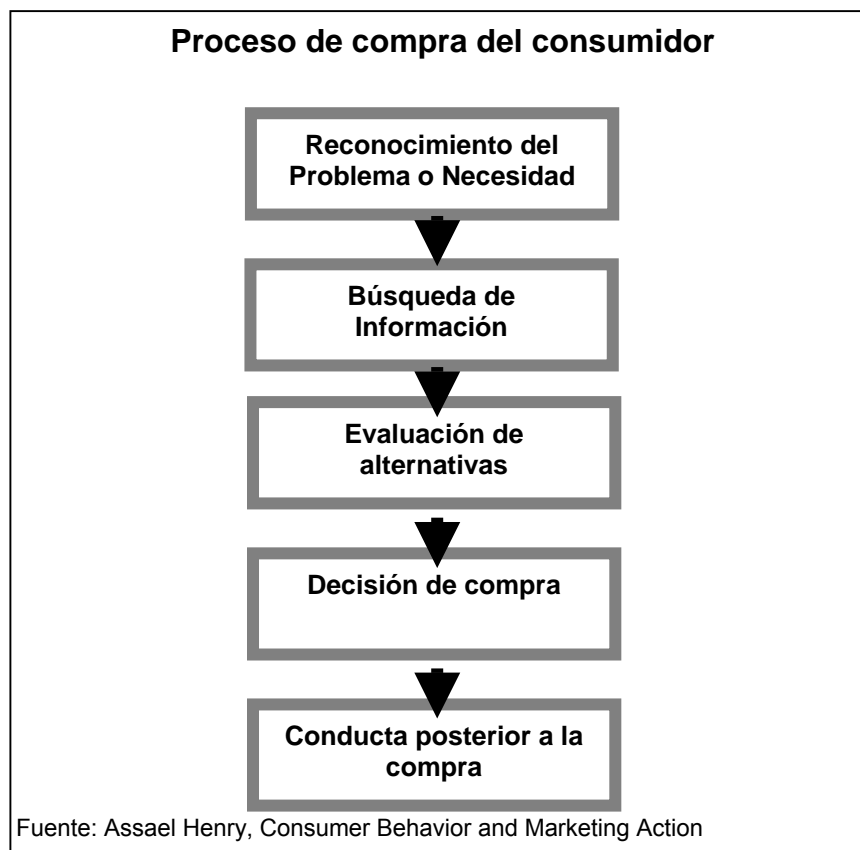 Proceso de compra del consumidor
Reconocimiento del
Problema o Necesidad
Búsqueda de
Información
Evaluación de
alternativas
Decisión de compra
Conducta posterior a la
compra
Fuente: Assael Henry, Consumer Behavior and Marketing Action